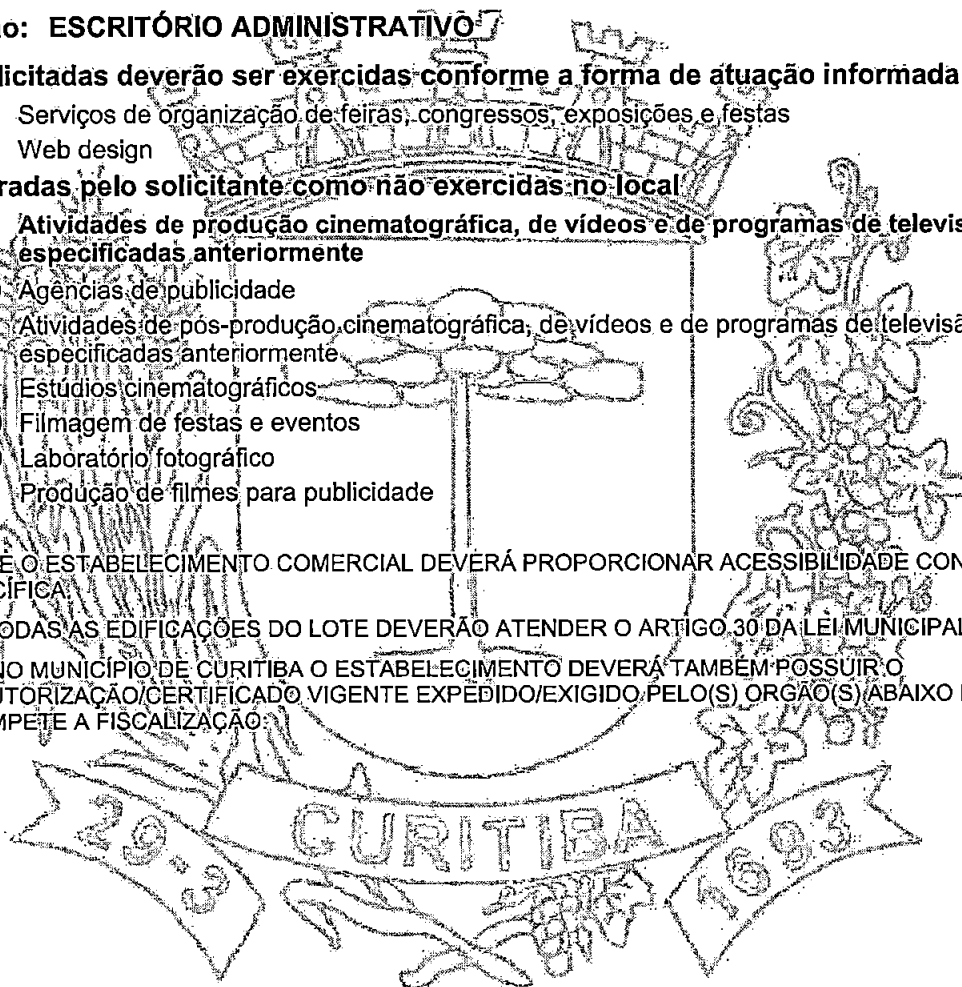 o: ESCRITÓRIO ADMINISTRATIVO
licitadas deverão ser exercidas conforme a forma de atuação informada
Serviços de organização de feiras, congressos, exposições e festas
Web design
radas pelo solicitante como não exercidas no local
Atividades de produção cinematográfica, de vídeos e de programas de televis
especificadas anteriormente
Agências de publicidade
Atividades de pós-produção cinematográfica, de vídeos e de programas de televisã
especificadas anteriormente
Estúdios cinematográficos
Filmagem de festas e eventos
Laboratório fotográfico
Produção de filmes para publicidade
E O ESTABELECIMENTO COMERCIAL DEVERÁ PROPORCIONAR ACESSIBILIDADE CON
CÍFICA.
ODAS AS EDIFICAÇÕES DO LOTE DEVERÃO ATENDER O ARTIGO 30 DA LEI MUNICIPAL
NO MUNICÍPIO DE CURITIBA O ESTABELECIMENTO DEVERÁ TAMBÉM POSSUIR O
UTORIZAÇÃO/CERTIFICADO VIGENTE EXPEDIDO/EXIGIDO PELO(S) ORGÃO(S) ABAIXO
MPETE A FISCALIZAÇÃO:
29-3 CURITIBA 1693